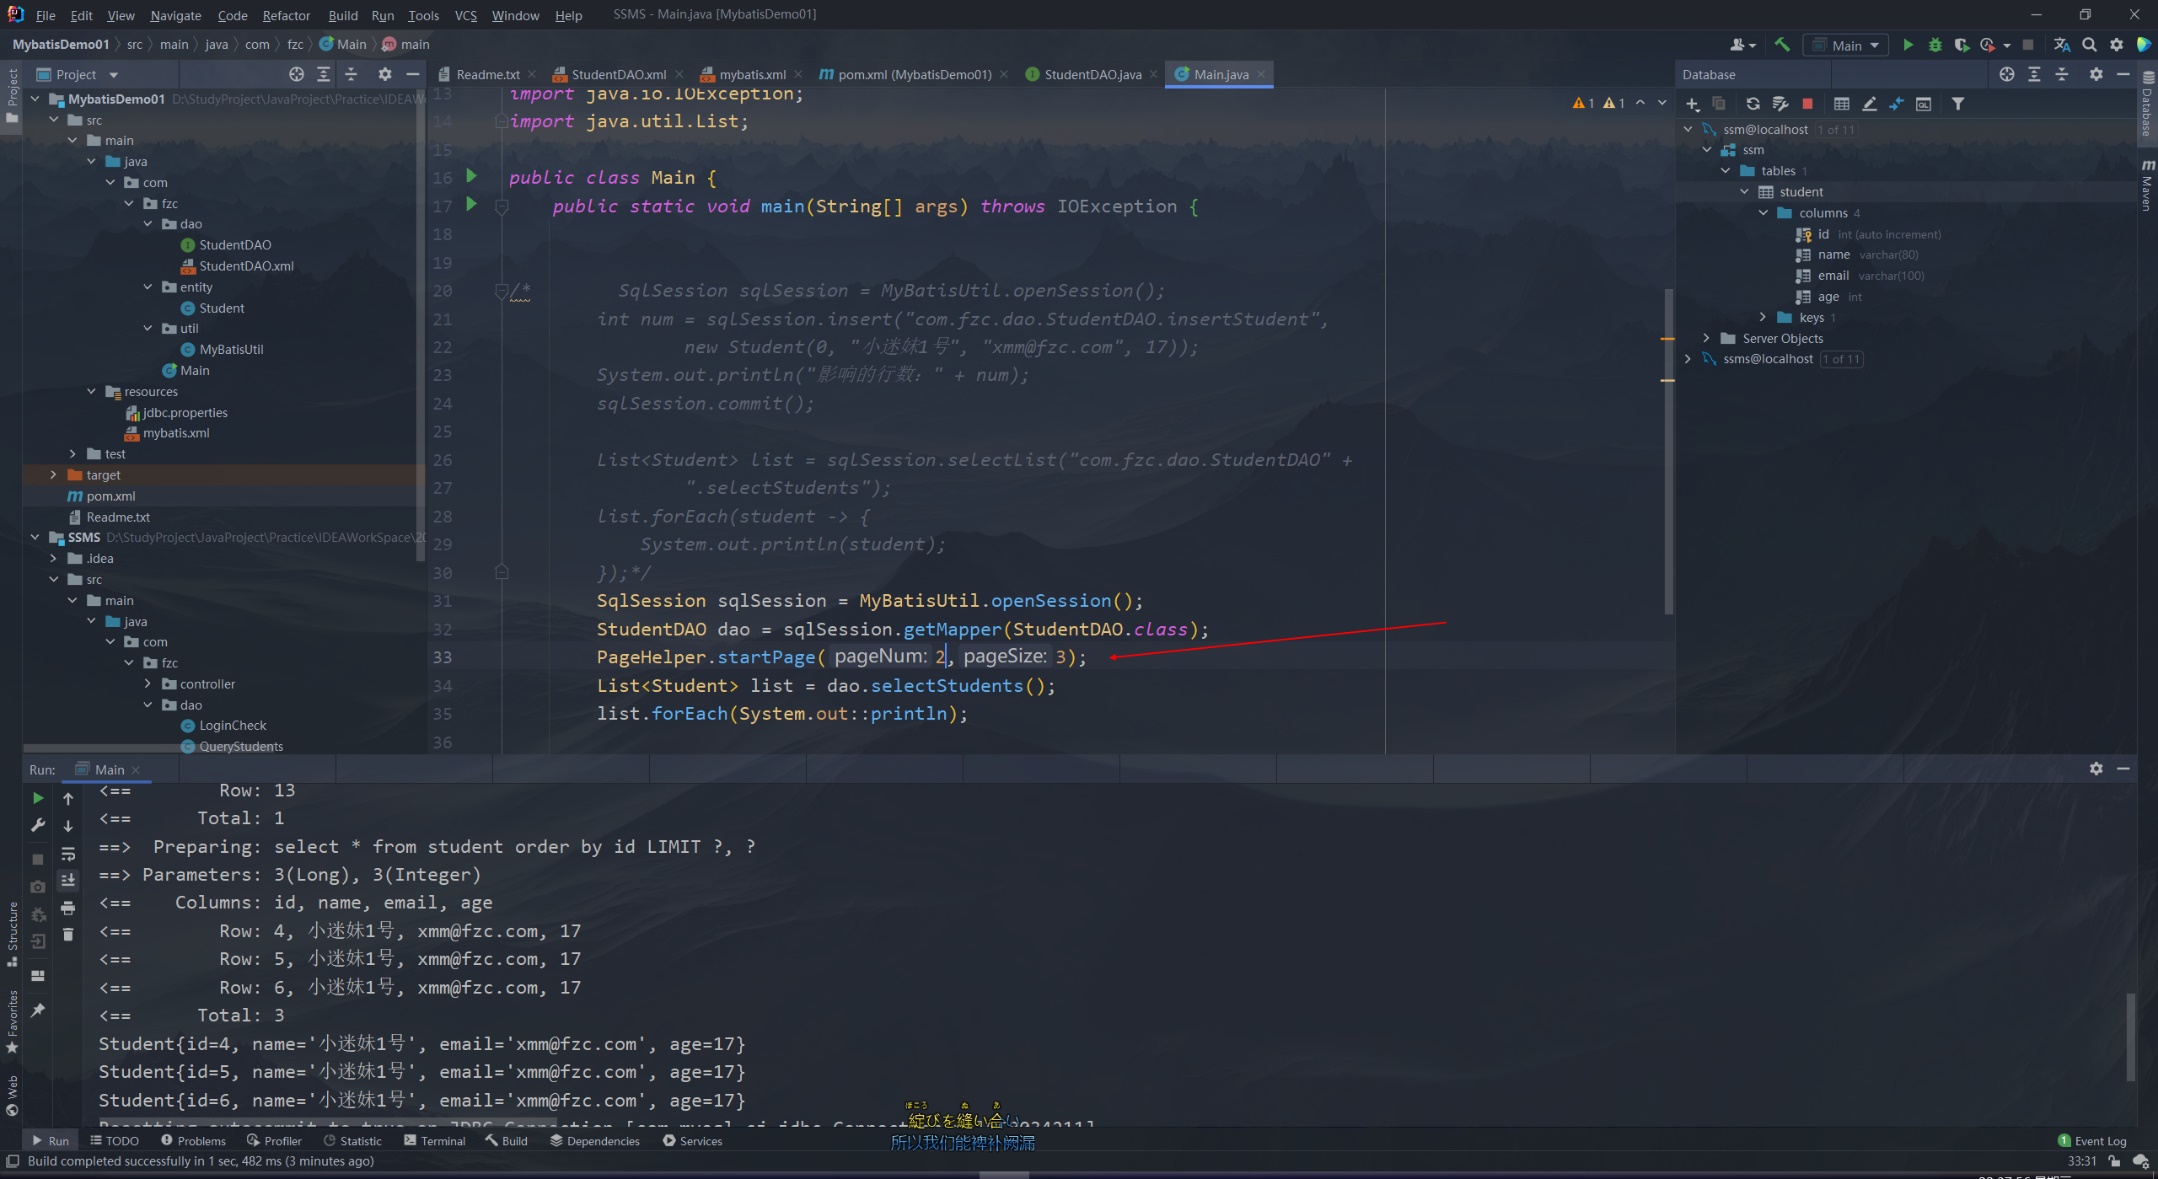 File Edit View Navigate Code Refactor Build Run Tools VCS Window Help SSMS - Main.java [MybatisDemo01]
MybatisDemo01 src main java com fzc Main main
Main
Project
Readme.txt StudentDAO.xml mybatis.xml pom.xml (MybatisDemo01) StudentDAO.java Main.java
Database
Project
MybatisDemo01 D:\StudyProject\JavaProject\Practice\IDEAW
src
main
java
com
fzc
dao
StudentDAO
StudentDAO.xml
entity
Student
util
MyBatisUtil
Main
resources
jdbc.properties
mybatis.xml
test
target
pom.xml
Readme.txt
SSMS D:\StudyProject\JavaProject\Practice\IDEAWorkSpace\20
.idea
src
main
java
com
fzc
controller
dao
LoginCheck
QueryStudents
13 import java.io.IOException;
14 import java.util.List;
15
16 public class Main {
17 public static void main(String[] args) throws IOException {
18
19
20 /* SqlSession sqlSession = MyBatisUtil.openSession();
21 int num = sqlSession.insert("com.fzc.dao.StudentDAO.insertStudent",
22 new Student(0, "小迷妹1号", "xmm@fzc.com", 17));
23 System.out.println("影响的行数：" + num);
24 sqlSession.commit();
25
26 List<Student> list = sqlSession.selectList("com.fzc.dao.StudentDAO" +
27 ".selectStudents");
28 list.forEach(student -> {
29 System.out.println(student);
30 });*/
31 SqlSession sqlSession = MyBatisUtil.openSession();
32 StudentDAO dao = sqlSession.getMapper(StudentDAO.class);
33 PageHelper.startPage( pageNum: 2, pageSize: 3);
34 List<Student> list = dao.selectStudents();
35 list.forEach(System.out::println);
36
1 1
ssm@localhost 1 of 11
ssm
tables 1
student
columns 4
id int (auto increment)
name varchar(80)
email varchar(100)
age int
keys 1
Server Objects
ssms@localhost 1 of 11
Database
Maven
Run: Main
<== Row: 13
<== Total: 1
==> Preparing: select * from student order by id LIMIT ?, ?
==> Parameters: 3(Long), 3(Integer)
<== Columns: id, name, email, age
<== Row: 4, 小迷妹1号, xmm@fzc.com, 17
<== Row: 5, 小迷妹1号, xmm@fzc.com, 17
<== Row: 6, 小迷妹1号, xmm@fzc.com, 17
<== Total: 3
Student{id=4, name='小迷妹1号', email='xmm@fzc.com', age=17}
Student{id=5, name='小迷妹1号', email='xmm@fzc.com', age=17}
Student{id=6, name='小迷妹1号', email='xmm@fzc.com', age=17}
Structure
Favorites
Web
ほころ ぬ あ
綻びを縫い合い
所以我们能裨补阙漏
Run TODO Problems Profiler Statistic Terminal Build Dependencies Services
1 Event Log
Build completed successfully in 1 sec, 482 ms (3 minutes ago)
33:31